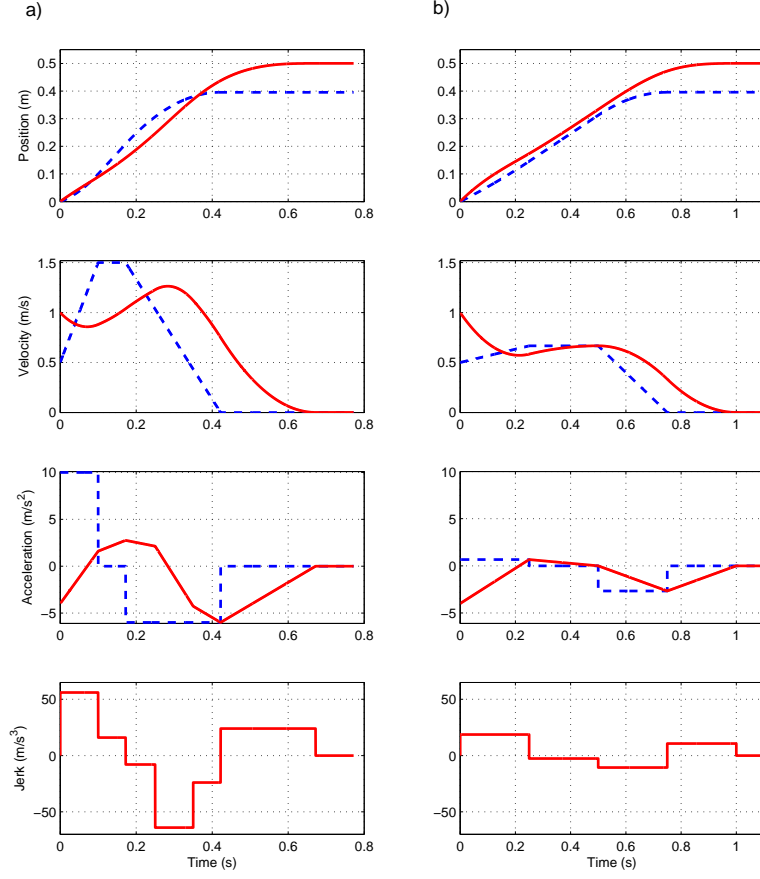 a)
b)
Position (m)
0.5
0.4
0.3
0.2
0.1
0
0 0.2 0.4 0.6 0.8
0.5
0.4
0.3
0.2
0.1
0
0 0.2 0.4 0.6 0.8 1
Velocity (m/s)
1.5
1
0.5
0
0 0.2 0.4 0.6 0.8
1.5
1
0.5
0
0 0.2 0.4 0.6 0.8 1
Acceleration (m/s²)
10
5
0
−5
0 0.2 0.4 0.6 0.8
10
5
0
−5
0 0.2 0.4 0.6 0.8 1
Jerk (m/s³)
50
0
−50
0 0.2 0.4 0.6 0.8
Time (s)
50
0
−50
0 0.2 0.4 0.6 0.8 1
Time (s)